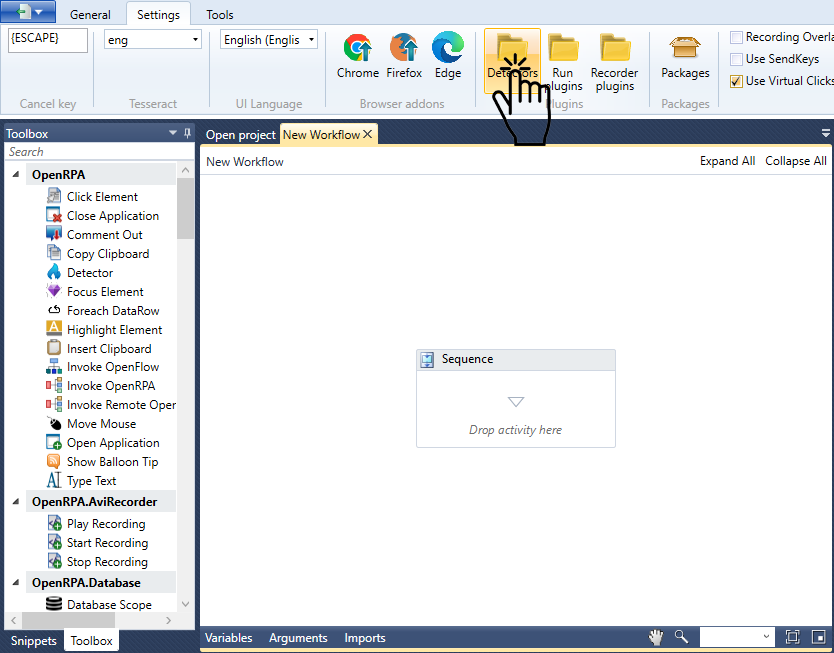 General Settings Tools
{ESCAPE} eng English (Englis
Chrome Firefox Edge
Detectors Run plugins Recorder plugins
Packages
Recording Overla
Use SendKeys
Use Virtual Clicks
Cancel key Tesseract UI Language Browser addons Plugins Packages
Toolbox
Search
OpenRPA
Click Element
Close Application
Comment Out
Copy Clipboard
Detector
Focus Element
Foreach DataRow
Highlight Element
Insert Clipboard
Invoke OpenFlow
Invoke OpenRPA
Invoke Remote Oper
Move Mouse
Open Application
Show Balloon Tip
Type Text
OpenRPA.AviRecorder
Play Recording
Start Recording
Stop Recording
OpenRPA.Database
Database Scope
Snippets Toolbox
Open project New Workflow
New Workflow Expand All Collapse All
Sequence
Drop activity here
Variables Arguments Imports